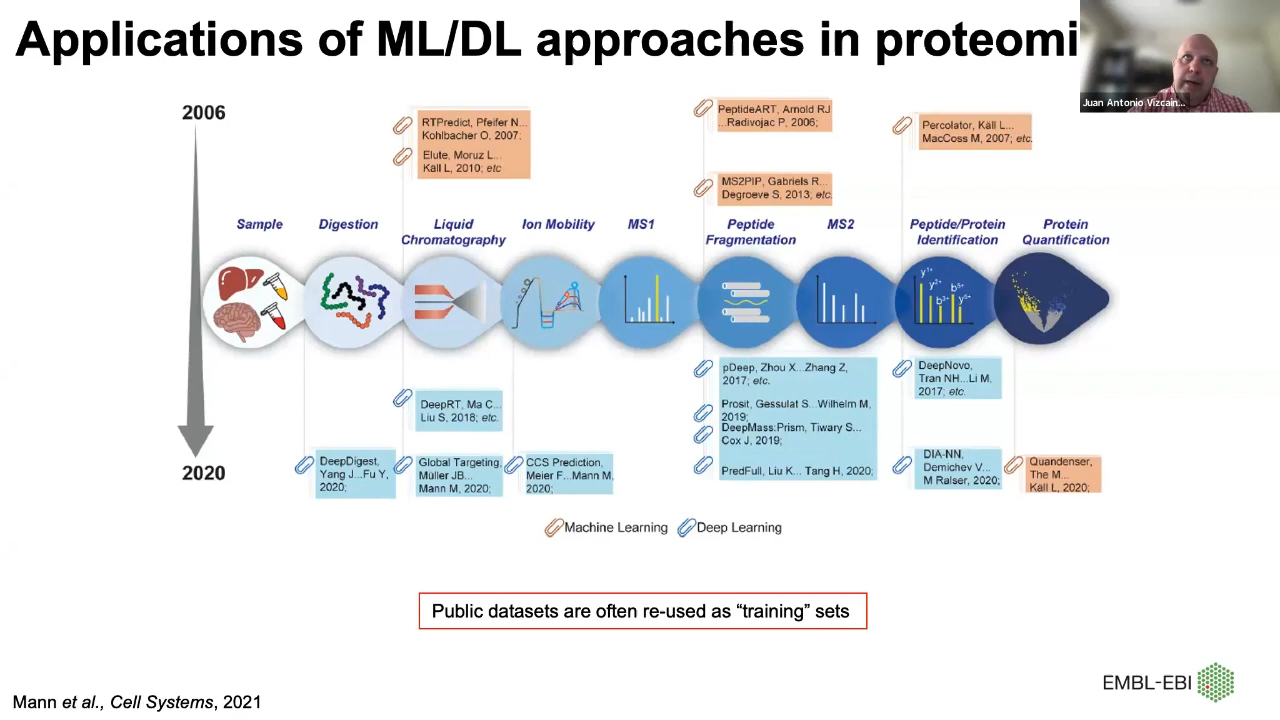 Applications of ML/DL approaches in proteomi
Juan Antonio Vizcain...
2006
RTPredict, Pfeifer N...
Kohlbacher O, 2007;
Elute, Moruz L...
Käll L, 2010; etc
PeptideART, Arnold RJ
...Radivojac P, 2006;
MS2PIP, Gabriels R...
Degroeve S, 2013; etc.
Percolator, Käll L...
MacCoss M, 2007; etc.
Sample
Digestion
Liquid
Chromatography
Ion Mobility
MS1
Peptide
Fragmentation
MS2
Peptide/Protein
Identification
Protein
Quantification
y1+
y2+
b3+
b5+
y8+
DeepRT, Ma C...
Liu S, 2018; etc.
pDeep, Zhou X...Zhang Z,
2017; etc.
Prosit, Gessulat S...Wilhelm M,
2019;
DeepMass:Prism, Tiwary S...
Cox J, 2019;
PredFull, Liu K... Tang H, 2020;
DeepNovo,
Tran NH...Li M,
2017; etc.
DeepDigest,
Yang J...Fu Y,
2020;
Global Targeting,
Müller JB...
Mann M, 2020;
CCS Prediction,
Meier F...Mann M,
2020;
DIA-NN,
Demichev V...
M Ralser, 2020;
Quandenser,
The M...
Käll L, 2020;
2020
Machine Learning
Deep Learning
Public datasets are often re-used as “training” sets
Mann et al., Cell Systems, 2021
EMBL-EBI